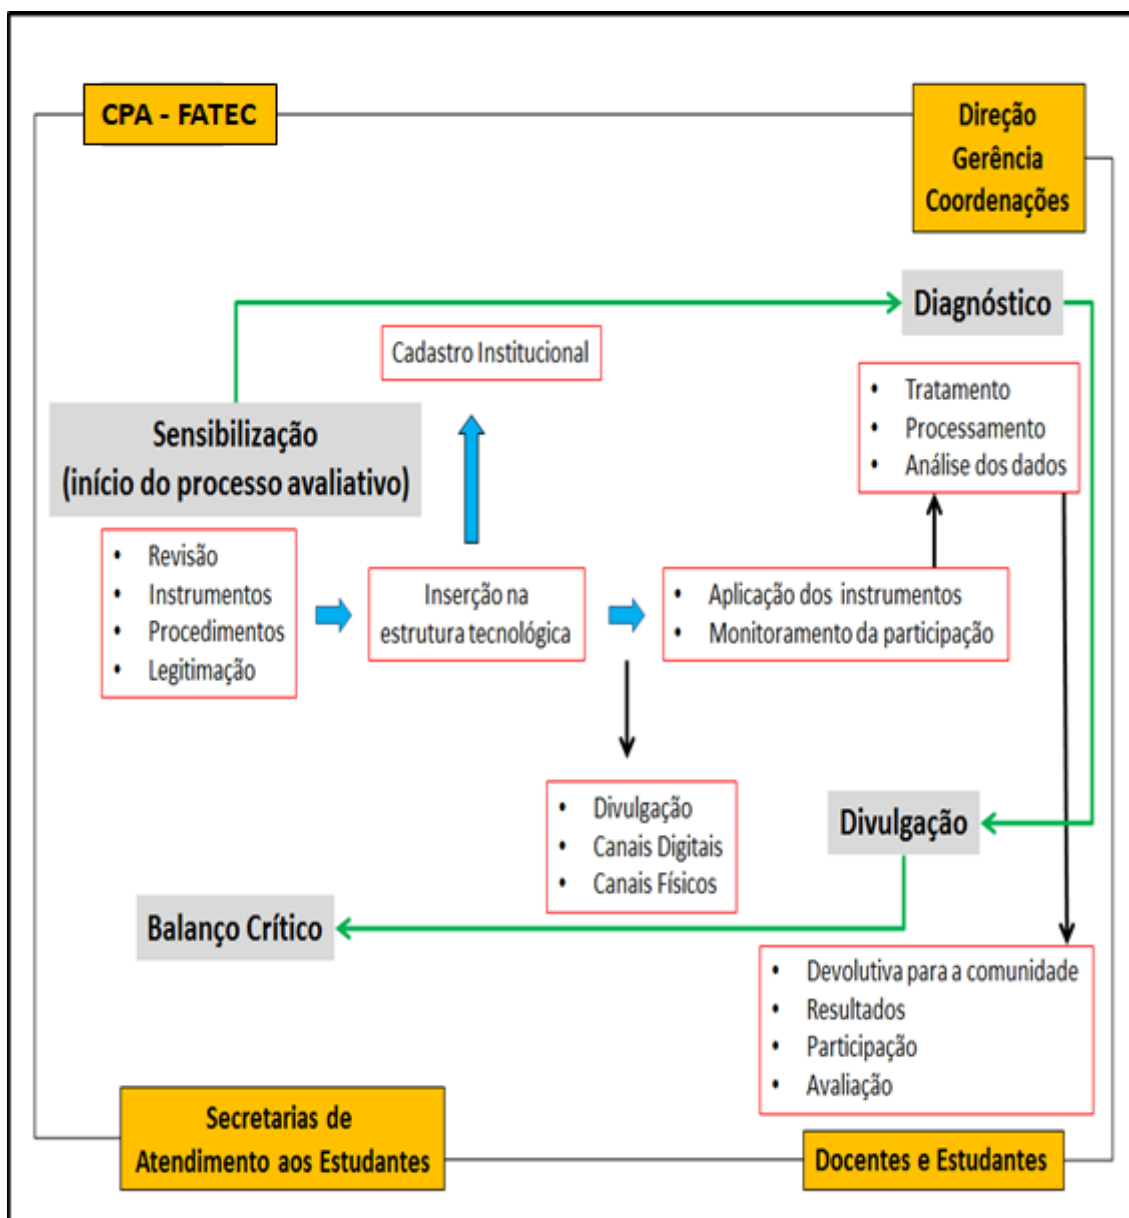 CPA - FATEC
Direção
Gerência
Coordenações
Diagnóstico
Cadastro Institucional
• Tratamento
• Processamento
• Análise dos dados
Sensibilização
(início do processo avaliativo)
• Revisão
• Instrumentos
• Procedimentos
• Legitimação
Inserção na
estrutura tecnológica
• Aplicação dos instrumentos
• Monitoramento da participação
• Divulgação
• Canais Digitais
• Canais Físicos
Divulgação
Balanço Crítico
• Devolutiva para a comunidade
• Resultados
• Participação
• Avaliação
Secretarias de
Atendimento aos Estudantes
Docentes e Estudantes